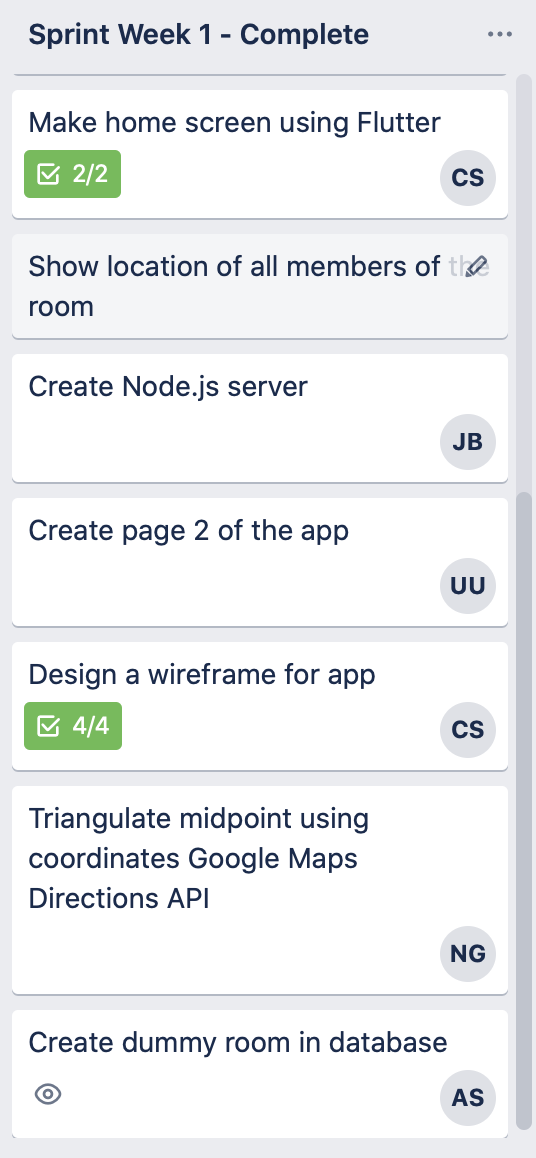 Sprint Week 1 - Complete
Make home screen using Flutter
2/2
CS
Show location of all members of the
room
Create Node.js server
JB
Create page 2 of the app
UU
Design a wireframe for app
4/4
CS
Triangulate midpoint using
coordinates Google Maps
Directions API
NG
Create dummy room in database
AS